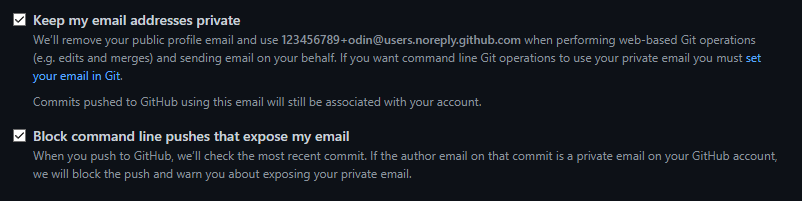 Keep my email addresses private
We'll remove your public profile email and use 123456789+odin@users.noreply.github.com when performing web-based Git operations
(e.g. edits and merges) and sending email on your behalf. If you want command line Git operations to use your private email you must set
your email in Git.
Commits pushed to GitHub using this email will still be associated with your account.
Block command line pushes that expose my email
When you push to GitHub, we'll check the most recent commit. If the author email on that commit is a private email on your GitHub account,
we will block the push and warn you about exposing your private email.